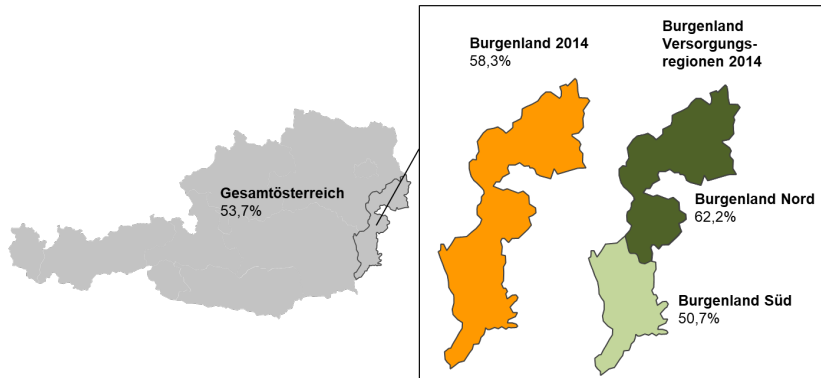 Gesamtösterreich
53,7%
Burgenland 2014
58,3%
Burgenland
Versorgungs-
regionen 2014
Burgenland Nord
62,2%
Burgenland Süd
50,7%